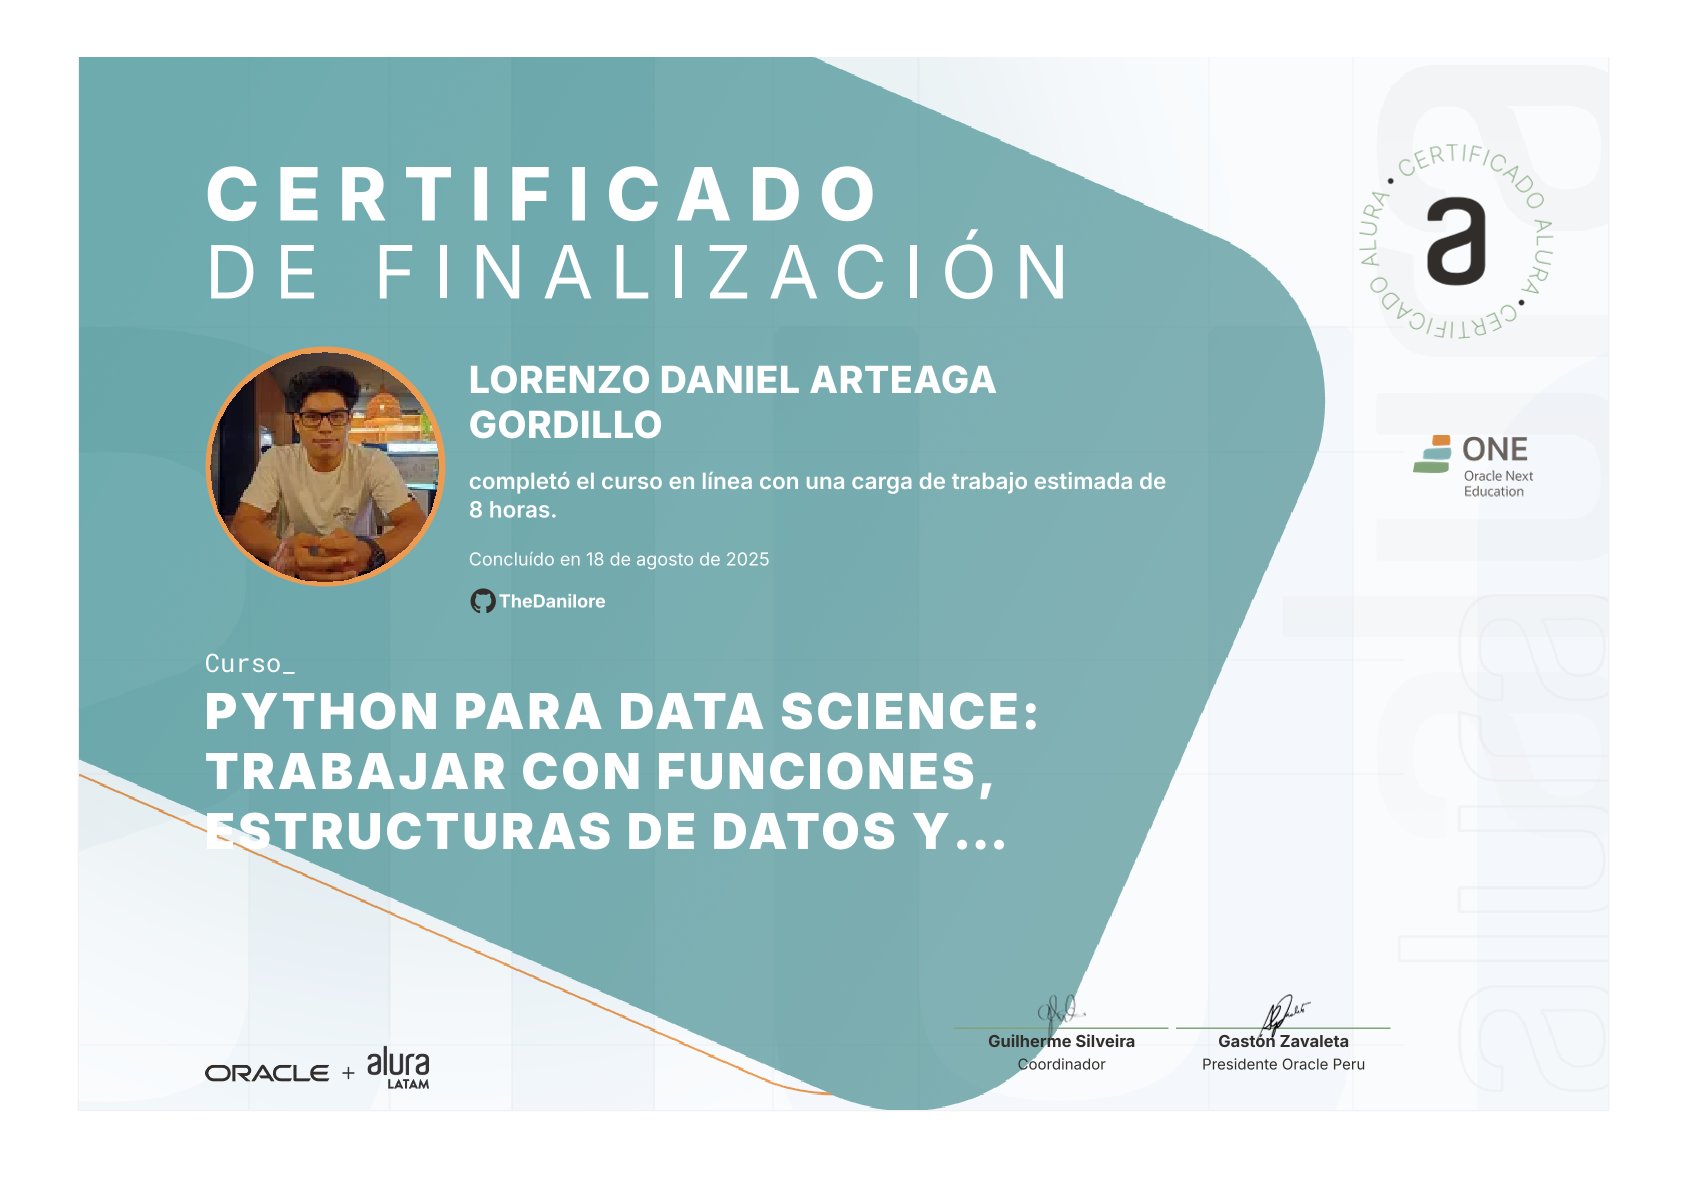 CERTIFICADO
DE FINALIZACIÓN
CERTIFICADO ALURA • CERTIFICADO ALURA •
a
LORENZO DANIEL ARTEAGA
GORDILLO
completó el curso en línea con una carga de trabajo estimada de
8 horas.
Concluído en 18 de agosto de 2025
TheDanilore
ONE
Oracle Next
Education
Curso_
PYTHON PARA DATA SCIENCE:
TRABAJAR CON FUNCIONES,
ESTRUCTURAS DE DATOS Y...
alura
Guilherme Silveira
Coordinador
Gastón Zavaleta
Presidente Oracle Peru
ORACLE + alura
LATAM